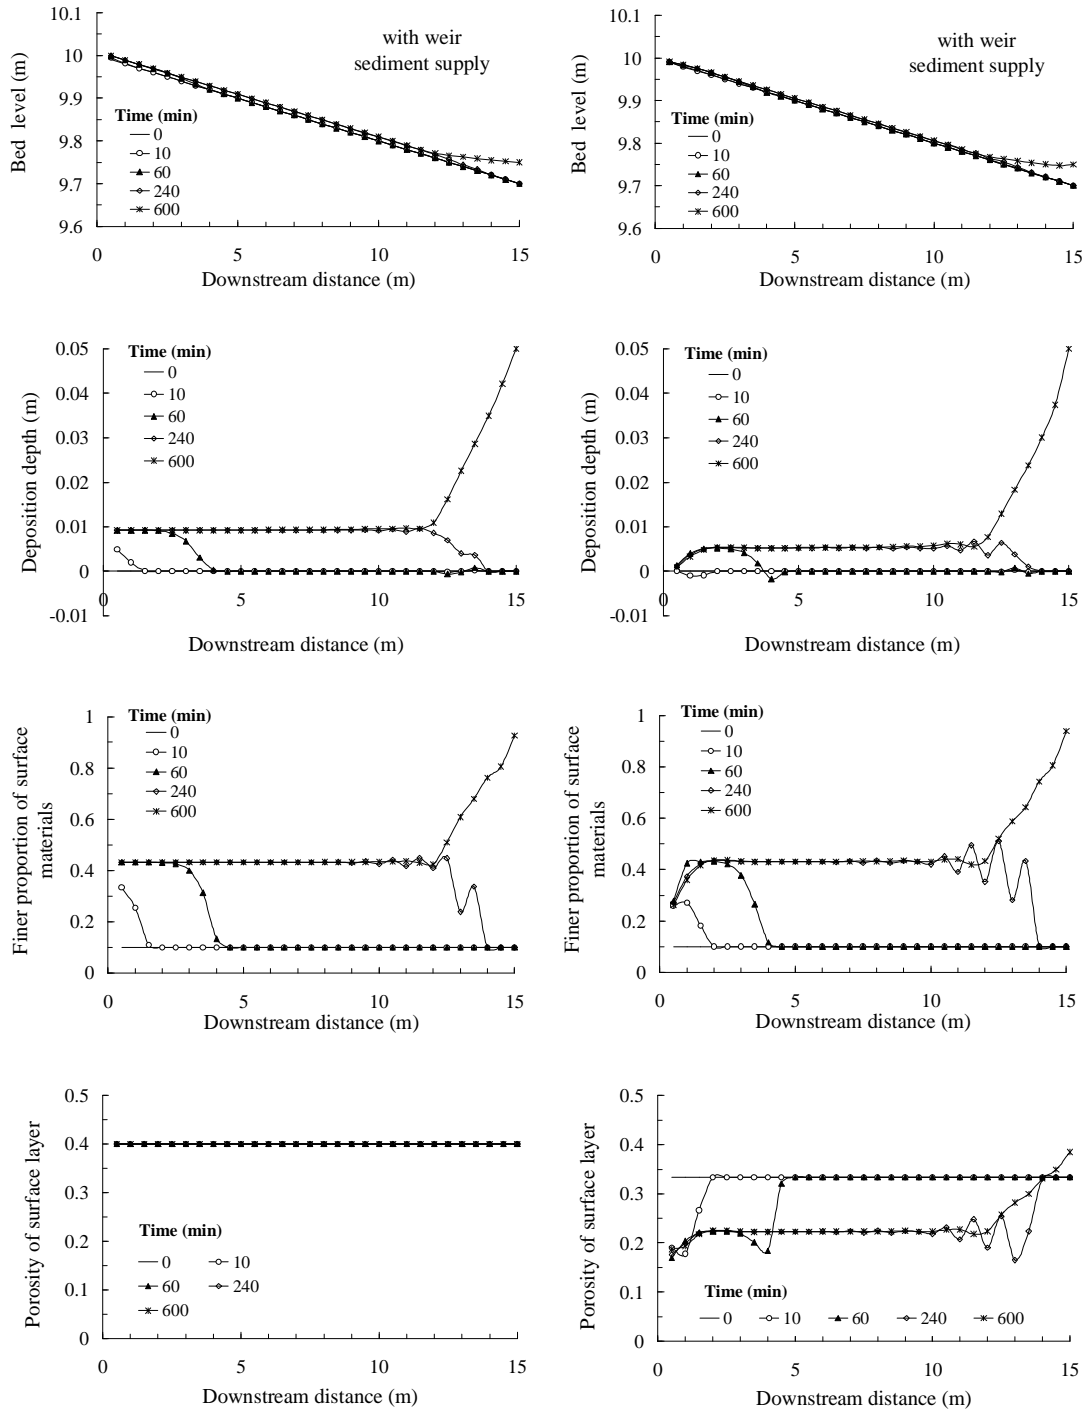 with weir
sediment supply
Bed level (m)
10.1
10
9.9
9.8
9.7
9.6
Time (min)
0
10
60
240
600
0 5 10 15
Downstream distance (m)
with weir
sediment supply
Bed level (m)
10.1
10
9.9
9.8
9.7
9.6
Time (min)
0
10
60
240
600
0 5 10 15
Downstream distance (m)
Deposition depth (m)
0.05
0.04
0.03
0.02
0.01
0
-0.01
Time (min)
0
10
60
240
600
0 5 10 15
Downstream distance (m)
Deposition depth (m)
0.05
0.04
0.03
0.02
0.01
0
-0.01
Time (min)
0
10
60
240
600
0 5 10 15
Downstream distance (m)
Finer proportion of surface
materials
1
0.8
0.6
0.4
0.2
0
Time (min)
0
10
60
240
600
0 5 10 15
Downstream distance (m)
Finer proportion of surface
materials
1
0.8
0.6
0.4
0.2
0
Time (min)
0
10
60
240
600
0 5 10 15
Downstream distance (m)
Porosity of surface layer
0.5
0.4
0.3
0.2
0.1
0
Time (min)
0 10
60 240
600
0 5 10 15
Downstream distance (m)
Porosity of surface layer
0.5
0.4
0.3
0.2
0.1
0
Time (min)
0 10 60 240 600
0 5 10 15
Downstream distance (m)